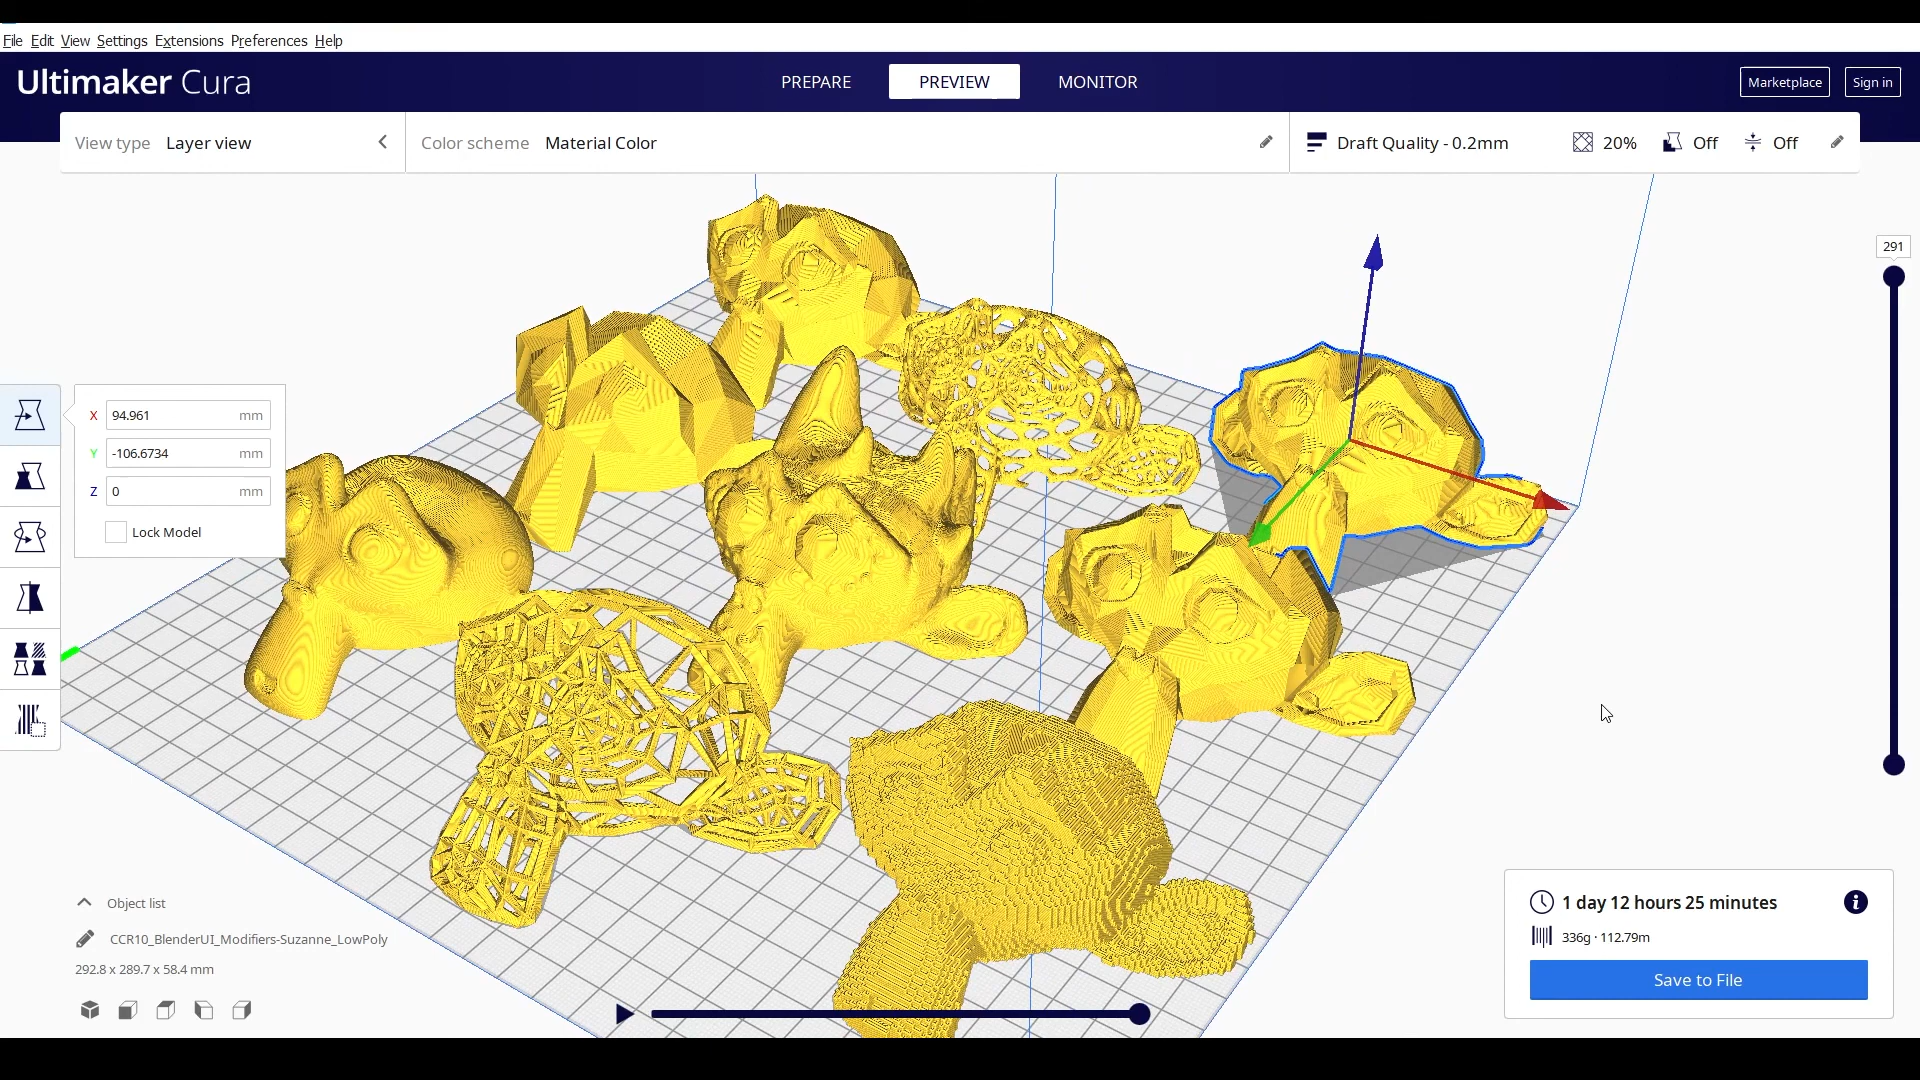 File Edit View Settings Extensions Preferences Help
Ultimaker Cura
PREPARE PREVIEW MONITOR
Marketplace Sign in
View type Layer view
Color scheme Material Color
Draft Quality - 0.2mm 20% Off Off
291
X 94.961 mm
Y -106.6734 mm
Z 0 mm
Lock Model
Object list
CCR10_BlenderUI_Modifiers-Suzanne_LowPoly
292.8 x 289.7 x 58.4 mm
1 day 12 hours 25 minutes
336g · 112.79m
Save to File